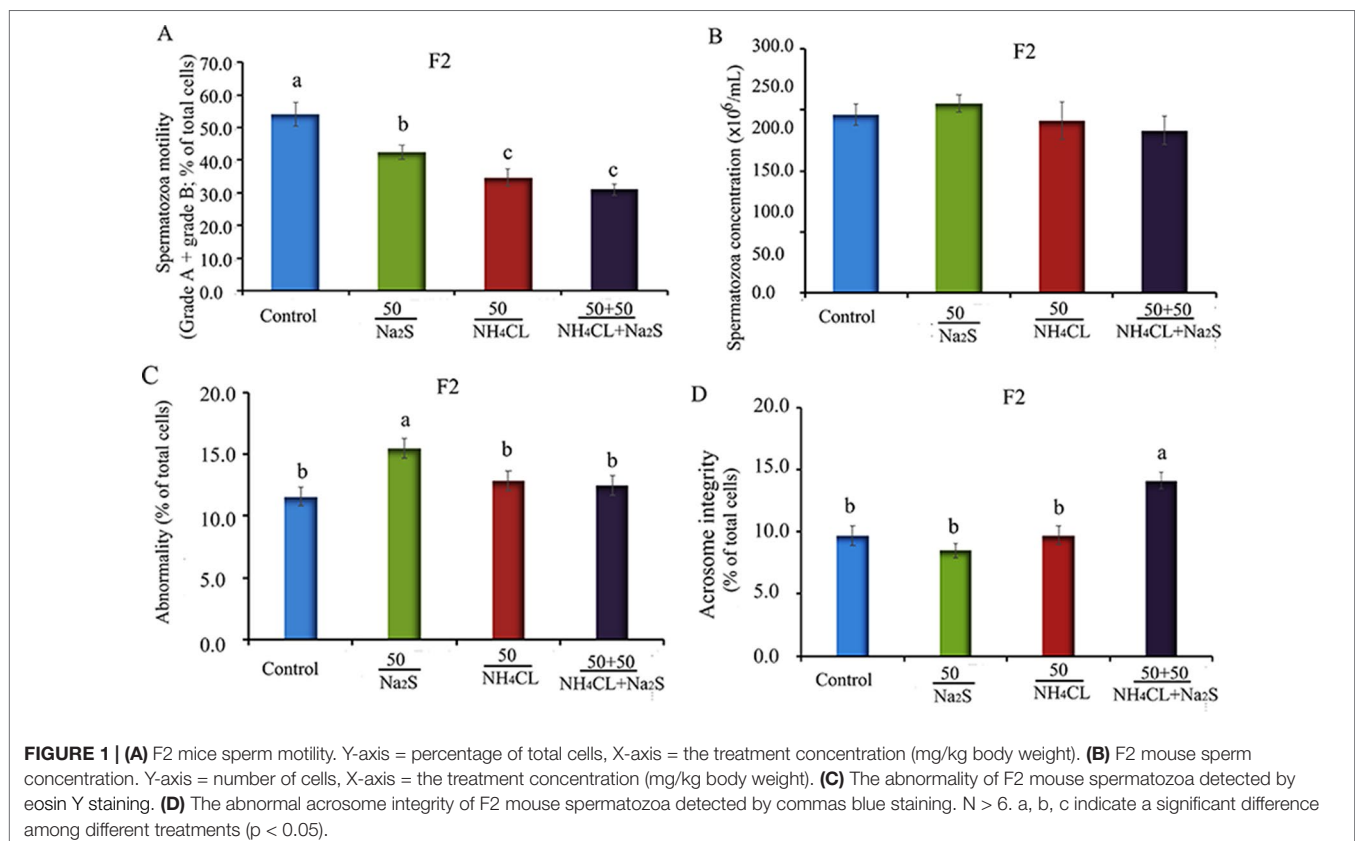 A
F2
Spermatozoa motility
(Grade A + grade B; % of total cells)
70.0
60.0
50.0
40.0
30.0
20.0
10.0
0.0
a
b
c
c
Control
50
Na2S
50
NH4CL
50+50
NH4CL+Na2S
B
F2
Spermatozoa concentration (x10^6/mL)
300.0
250.0
200.0
150.0
100.0
50.0
0.0
Control
50
Na2S
50
NH4CL
50+50
NH4CL+Na2S
C
F2
Abnormality (% of total cells)
20.0
15.0
10.0
5.0
0.0
b
a
b
b
Control
50
Na2S
50
NH4CL
50+50
NH4CL+Na2S
D
F2
Acrosome integrity
(% of total cells)
20.0
15.0
10.0
5.0
0.0
b
b
b
a
Control
50
Na2S
50
NH4CL
50+50
NH4CL+Na2S
FIGURE 1 | (A) F2 mice sperm motility. Y-axis = percentage of total cells, X-axis = the treatment concentration (mg/kg body weight). (B) F2 mouse sperm
concentration. Y-axis = number of cells, X-axis = the treatment concentration (mg/kg body weight). (C) The abnormality of F2 mouse spermatozoa detected by
eosin Y staining. (D) The abnormal acrosome integrity of F2 mouse spermatozoa detected by commas blue staining. N > 6. a, b, c indicate a significant difference
among different treatments (p < 0.05).